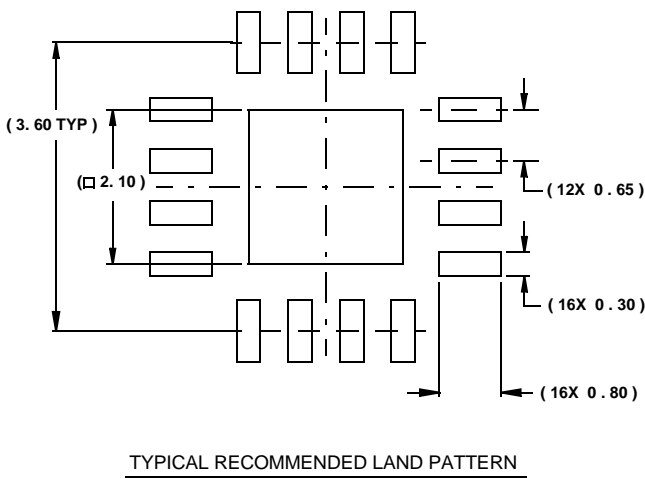 ( 3. 60 TYP )
(□ 2. 10 )
( 12X 0 . 65 )
( 16X 0 . 30 )
( 16X 0 . 80 )
TYPICAL RECOMMENDED LAND PATTERN